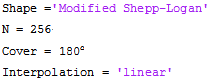 Shape ='Modified Shepp-Logan'
N = 256
Cover = 180°
Interpolation = 'linear'